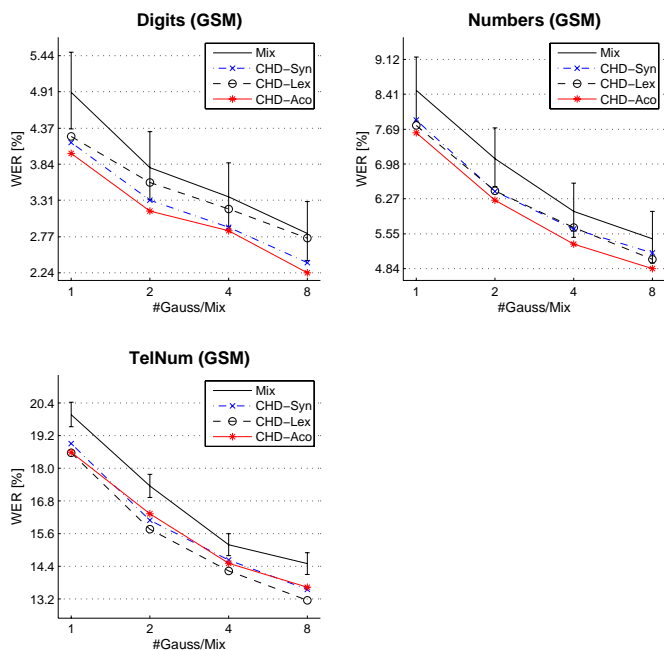 Digits (GSM)
WER [%]
5.44
4.91
4.37
3.84
3.31
2.77
2.24
1 2 4 8
#Gauss/Mix
Mix
CHD−Syn
CHD−Lex
CHD−Aco
Numbers (GSM)
WER [%]
9.12
8.41
7.69
6.98
6.27
5.55
4.84
1 2 4 8
#Gauss/Mix
Mix
CHD−Syn
CHD−Lex
CHD−Aco
TelNum (GSM)
WER [%]
20.4
19.2
18.0
16.8
15.6
14.4
13.2
1 2 4 8
#Gauss/Mix
Mix
CHD−Syn
CHD−Lex
CHD−Aco